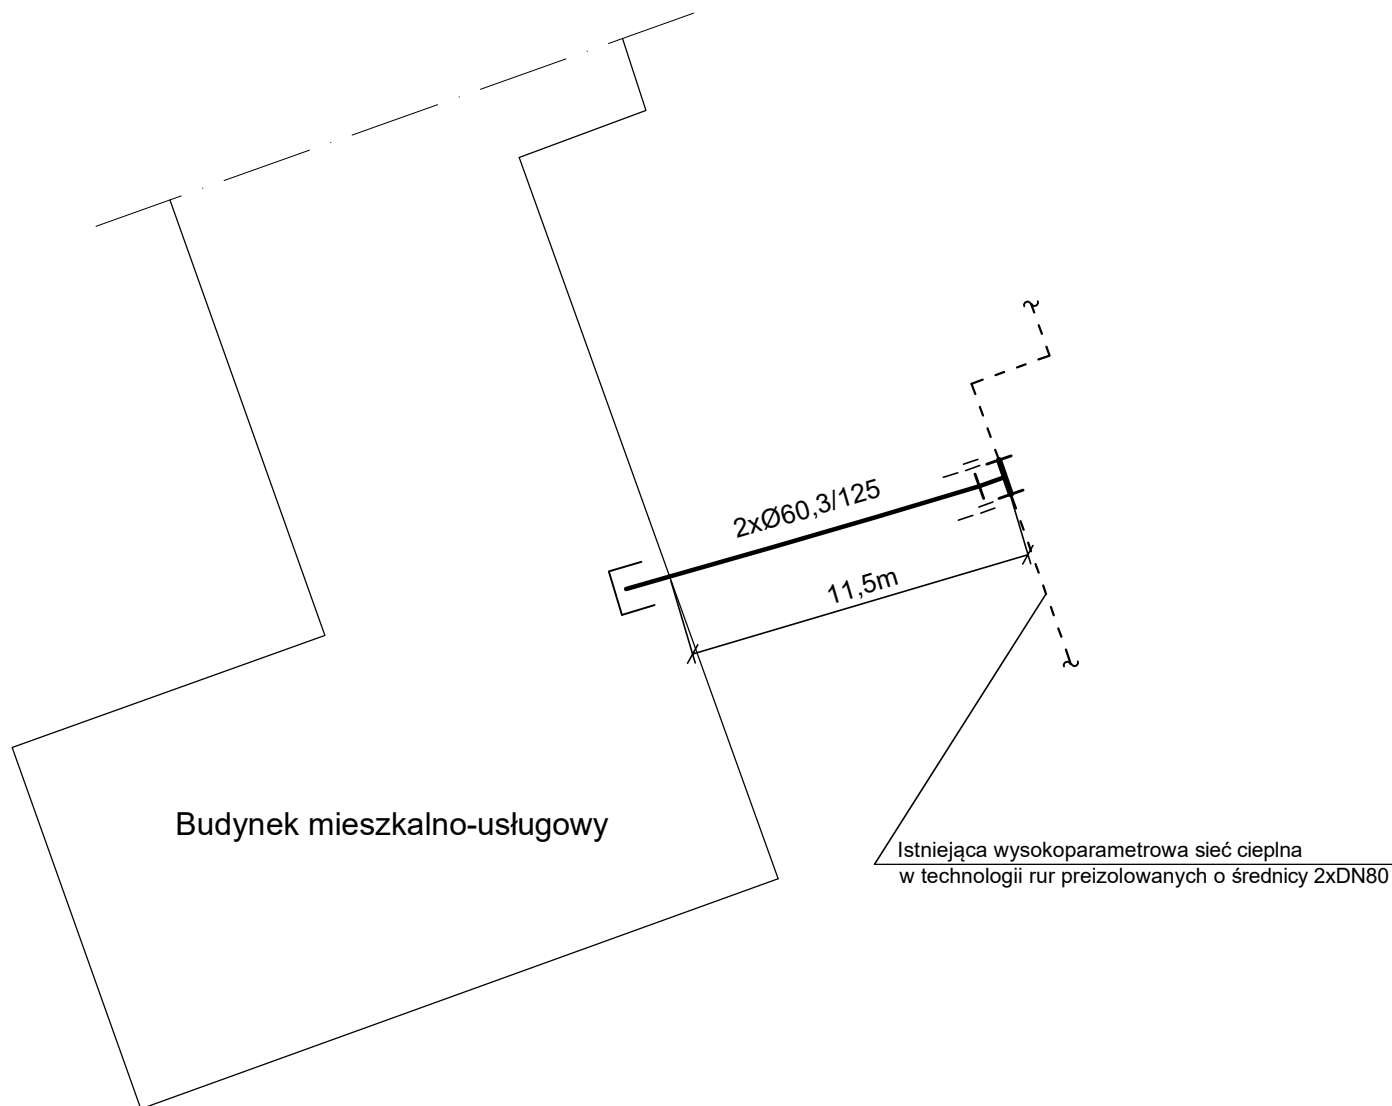 2xØ60,3/125
11,5m
Budynek mieszkalno-usługowy
Istniejąca wysokoparametrowa sieć cieplna
w technologii rur preizolowanych o średnicy 2xDN80